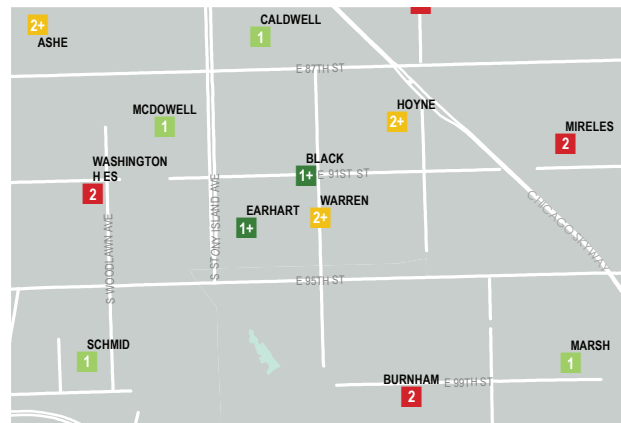 CALDWELL
1
2+
ASHE
2
E 87TH ST
HOYNE
2+
MCDOWELL
1
MIRELES
2
WASHINGTON
H ES
2
BLACK
1+
E 91ST ST
S STONY ISLAND AVE
EARHART
1+
WARREN
2+
CHICAGO SKYWAY
S WOODLAWN AVE
E 95TH ST
SCHMID
1
MARSH
1
BURNHAM
2
E 99TH ST